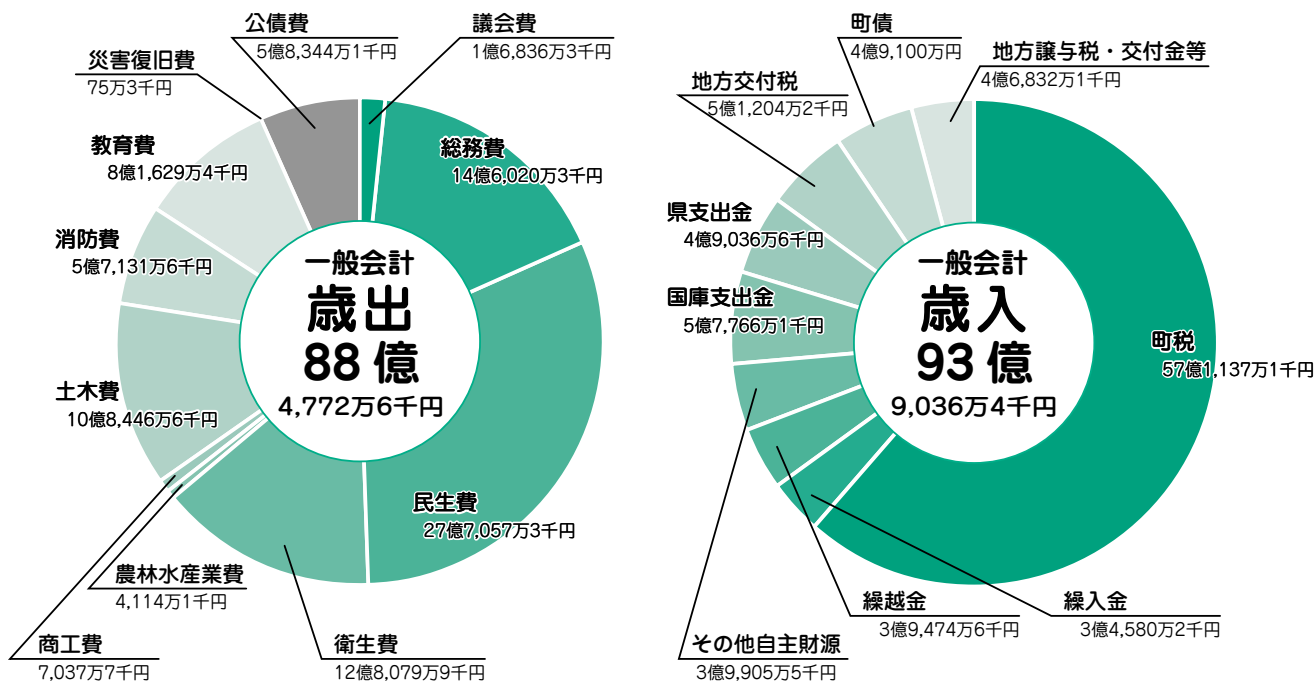 公債費
5億8,344万1千円
議会費
1億6,836万3千円
災害復旧費
75万3千円
総務費
14億6,020万3千円
教育費
8億1,629万4千円
消防費
5億7,131万6千円
一般会計
歳出
88億
4,772万6千円
土木費
10億8,446万6千円
民生費
27億7,057万3千円
農林水産業費
4,114万1千円
商工費
7,037万7千円
衛生費
12億8,079万9千円
町債
4億9,100万円
地方譲与税・交付金等
4億6,832万1千円
地方交付税
5億1,204万2千円
県支出金
4億9,036万6千円
国庫支出金
5億7,766万1千円
一般会計
歳入
93億
9,036万4千円
町税
57億1,137万1千円
繰越金
3億9,474万6千円
繰入金
3億4,580万2千円
その他自主財源
3億9,905万5千円